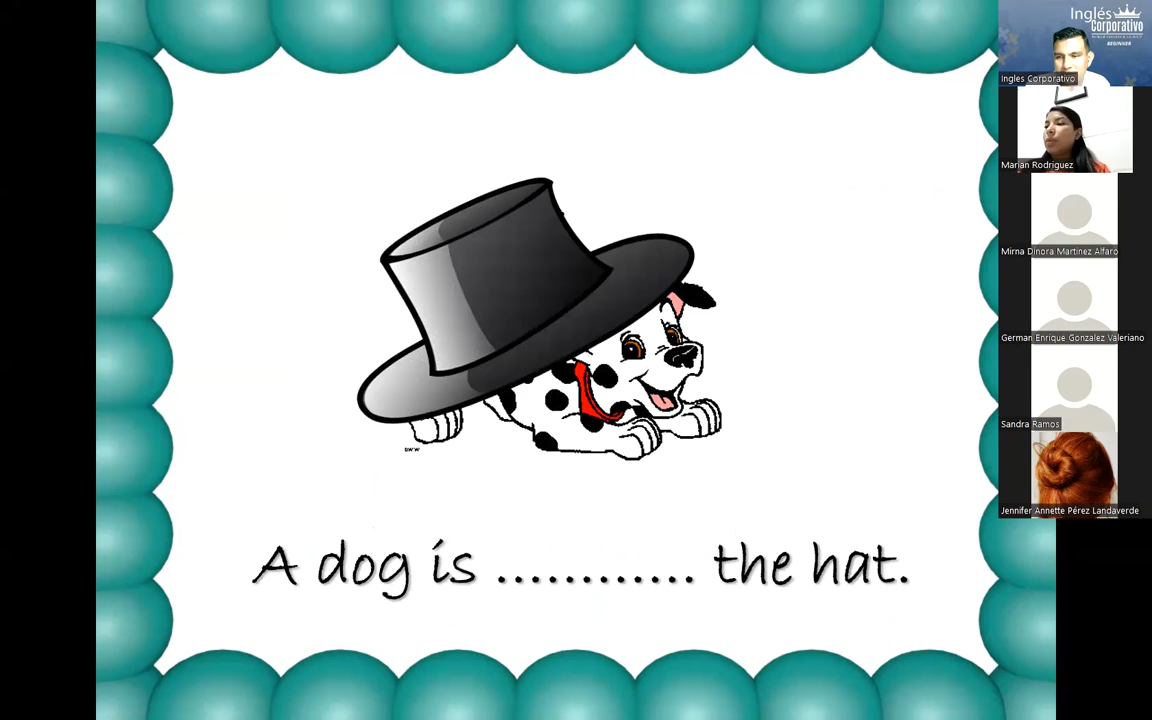 Inglés
Corporativo
BEGINNER
Ingles Corporativo
Marian Rodriguez
Mirna Dinora Martinez Alfaro
German Enrique Gonzalez Valeriano
Sandra Ramos
Jennifer Annette Pérez Landaverde
DWW
A dog is ............ the hat.